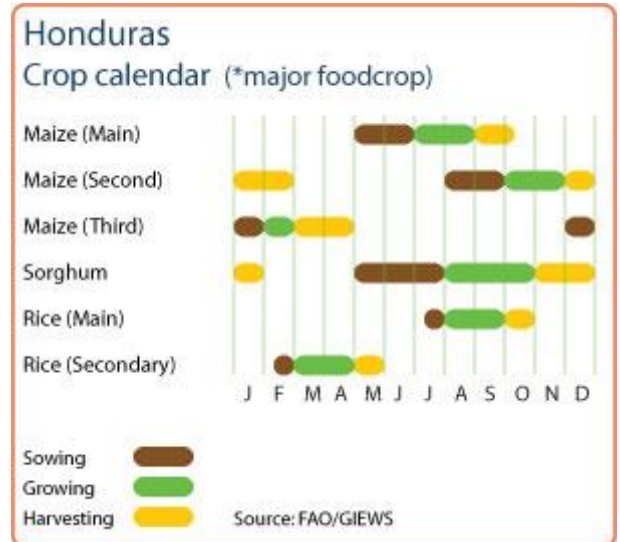 Honduras
Crop calendar (*major foodcrop)
Maize (Main)
Maize (Second)
Maize (Third)
Sorghum
Rice (Main)
Rice (Secondary)
J F M A M J J A S O N D
Sowing
Growing
Harvesting
Source: FAO/GIEWS